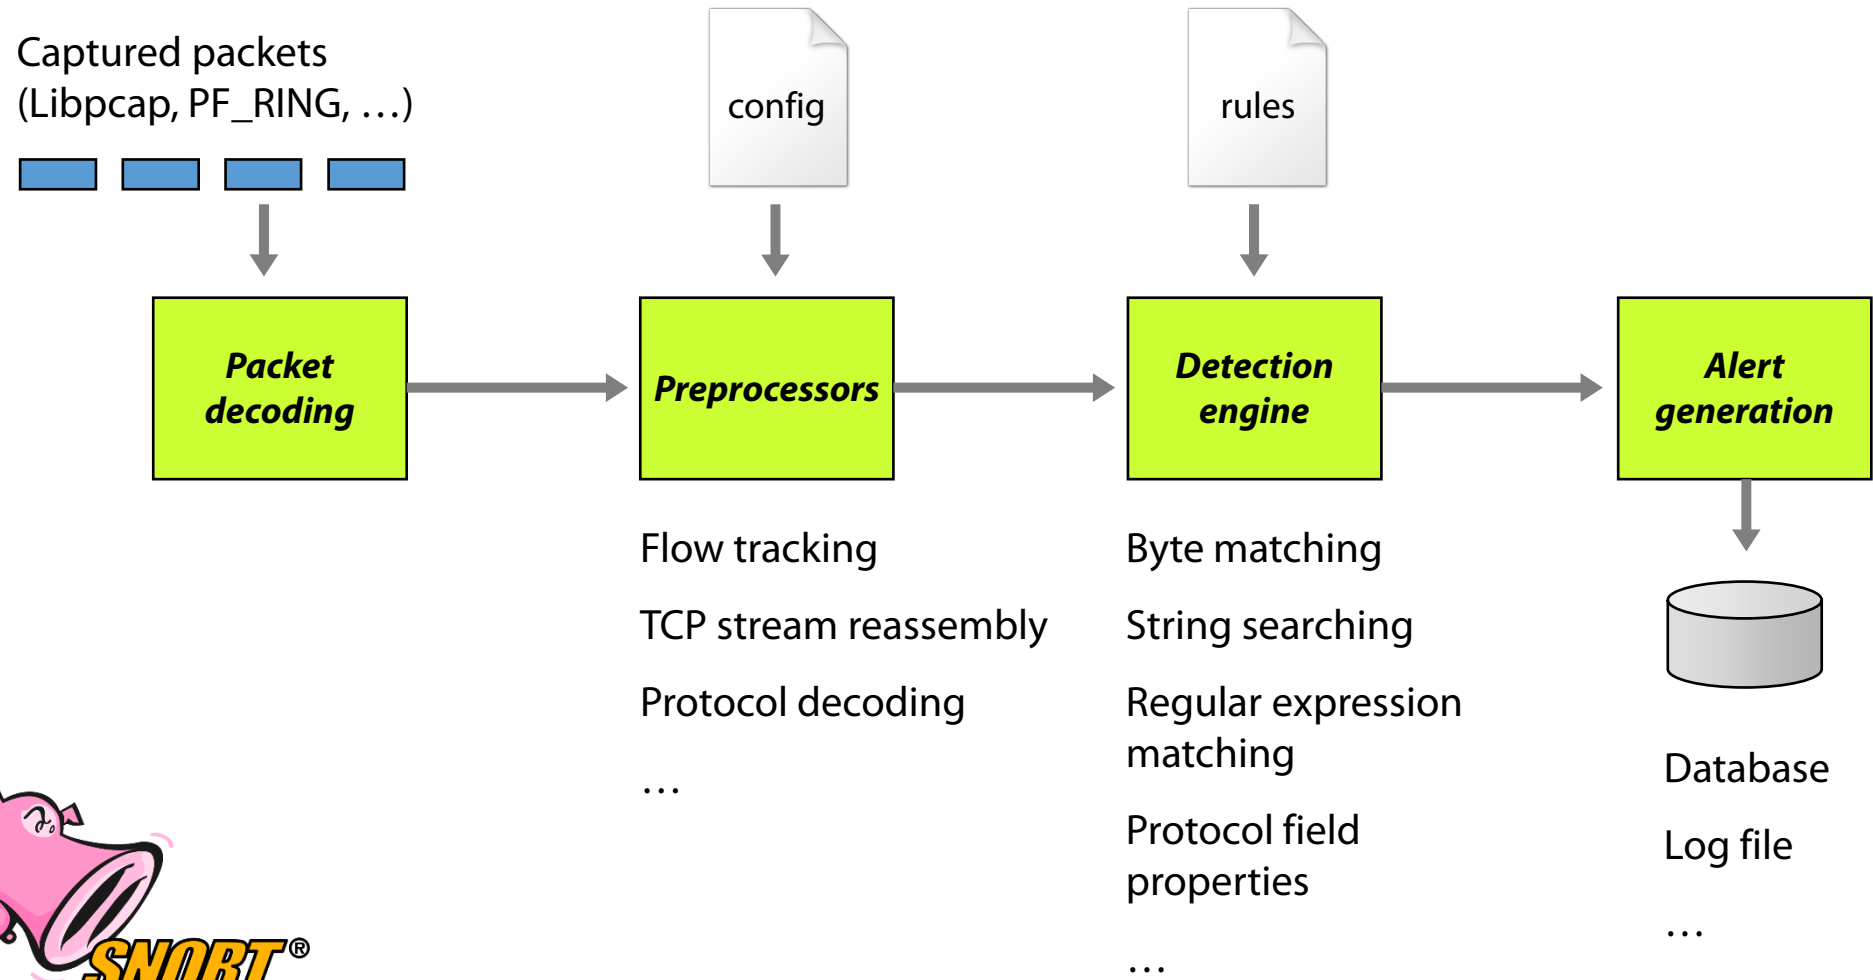 Captured packets
(Libpcap, PF_RING, …)
config
rules
Packet
decoding
Preprocessors
Detection
engine
Alert
generation
Flow tracking
TCP stream reassembly
Protocol decoding
…
Byte matching
String searching
Regular expression
matching
Protocol field
properties
…
Database
Log file
…
SNORT®